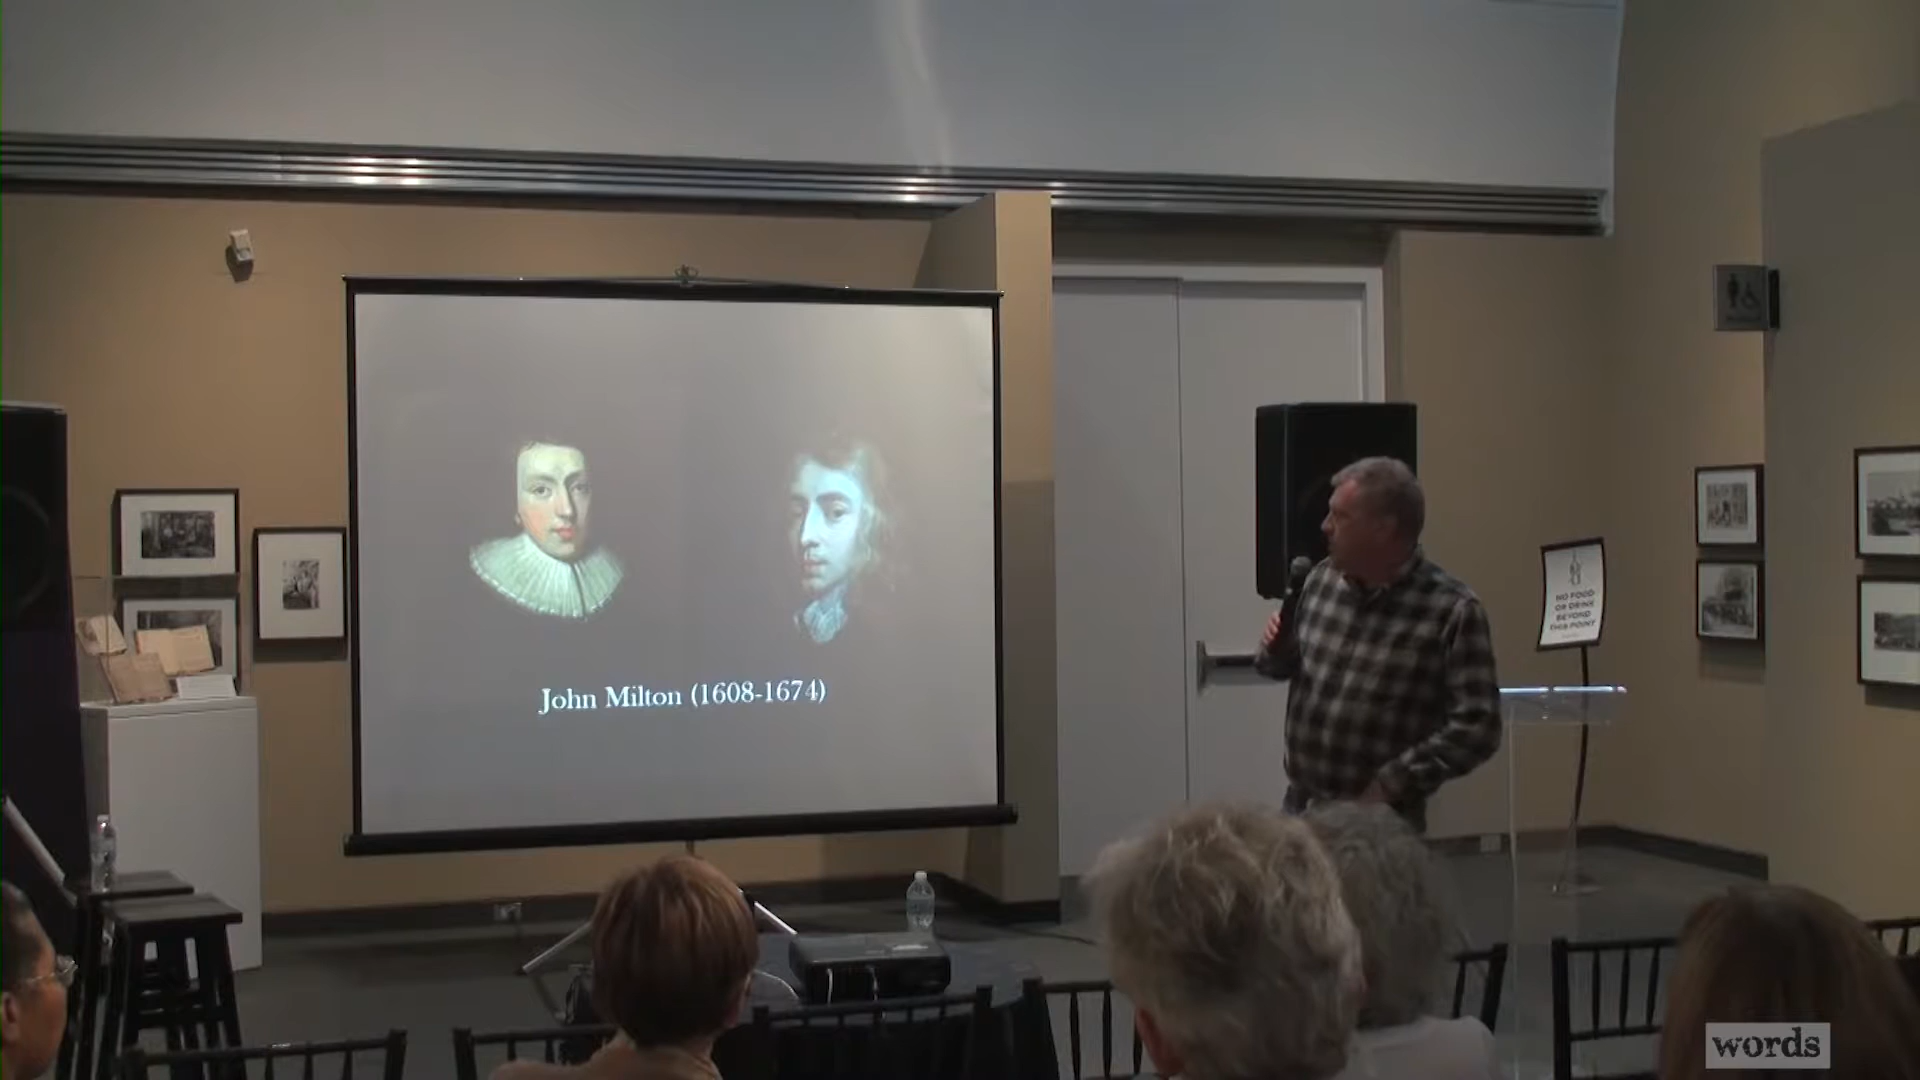 John Milton (1608-1674)
NO FOOD
OR DRINK
BEYOND
THIS POINT
words